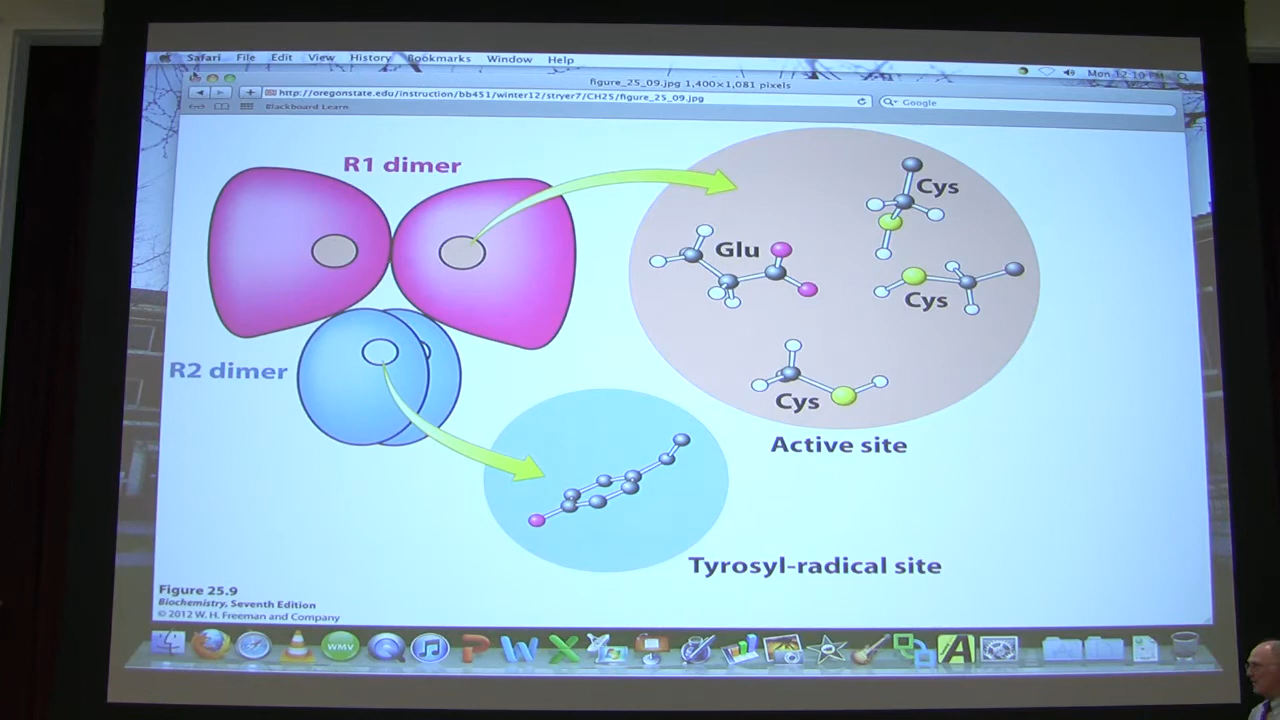 Safari File Edit View History Bookmarks Window Help Mon 12:10 PM
figure_25_09.jpg 1,400×1,081 pixels
http://oregonstate.edu/instruction/bb451/winter12/stryer7/CH25/figure_25_09.jpg Google
Blackboard Learn
R1 dimer
Cys
Glu
Cys
R2 dimer
Cys
Active site
Tyrosyl-radical site
Figure 25.9
Biochemistry, Seventh Edition
© 2012 W. H. Freeman and Company
WMV